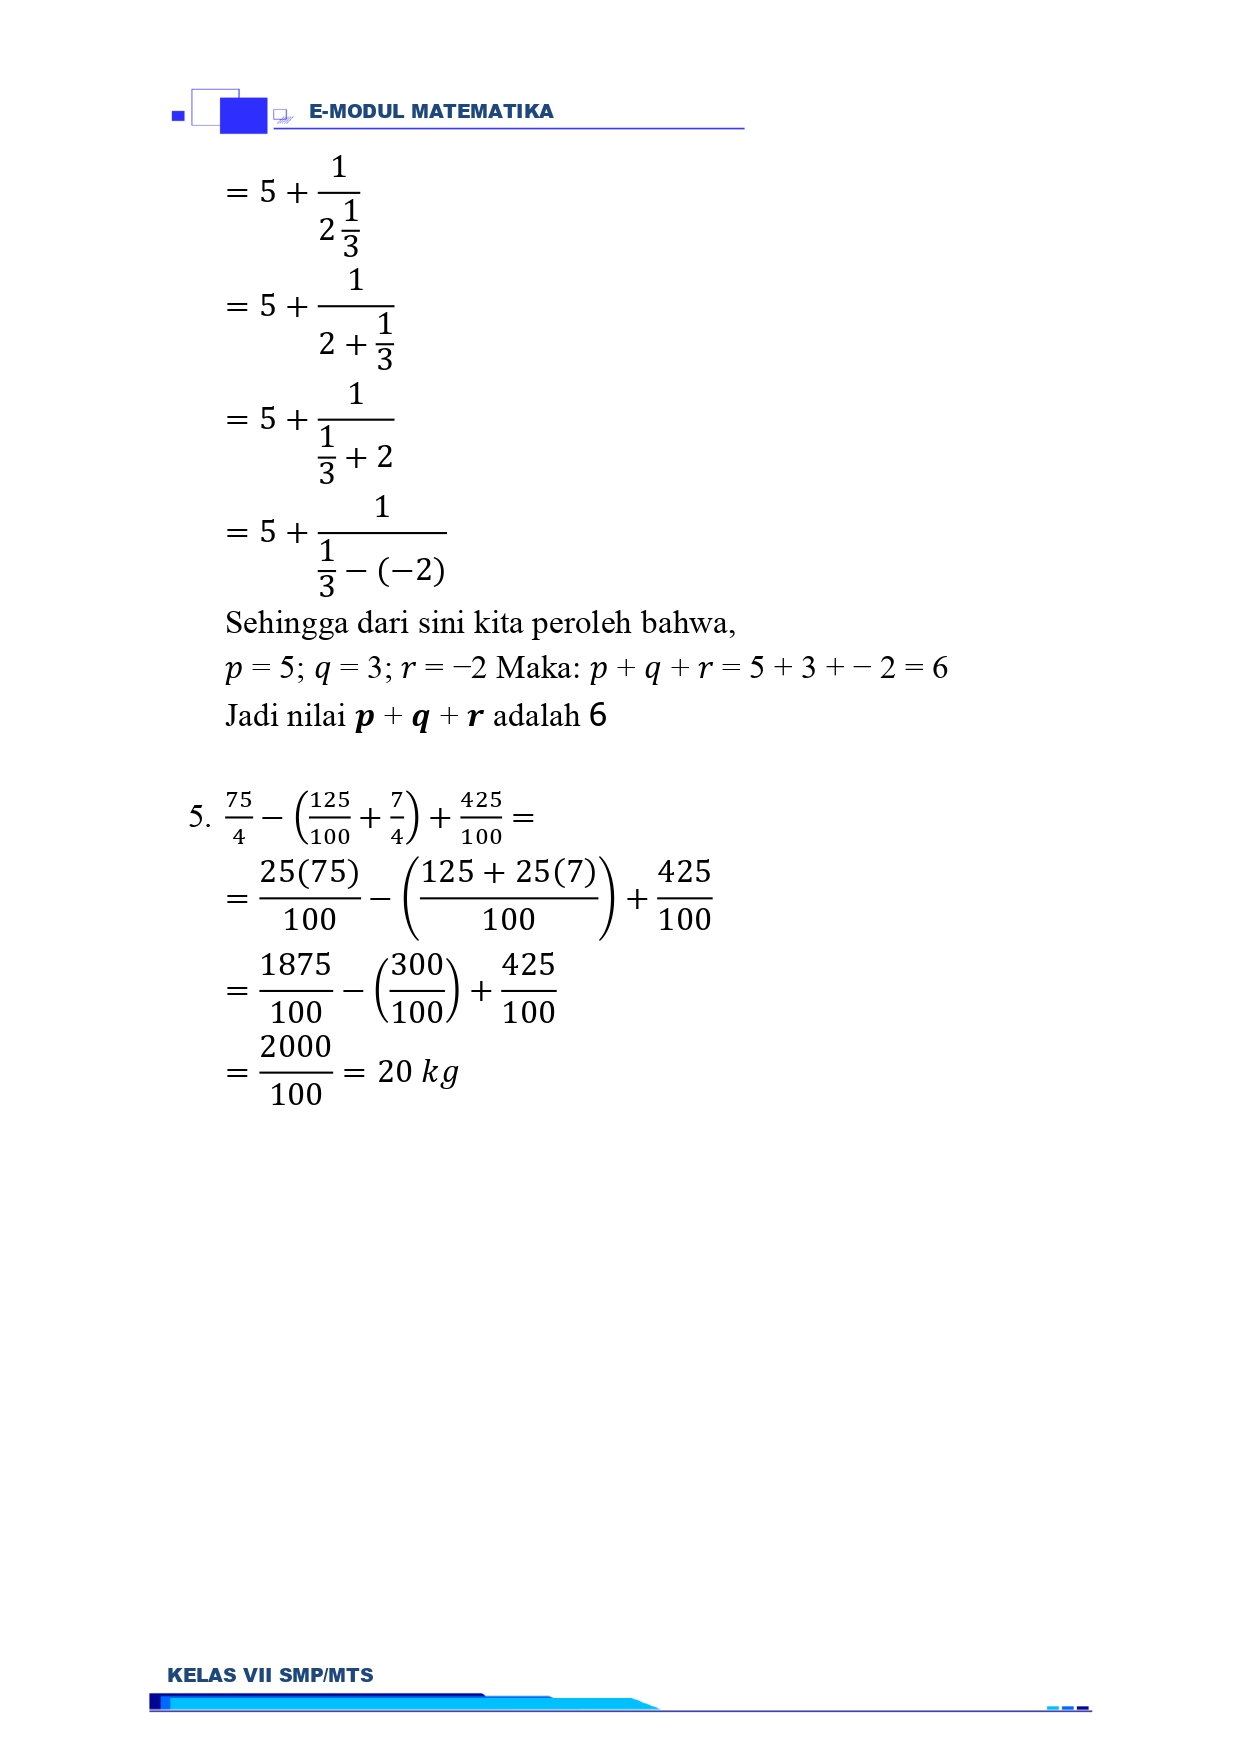 E-MODUL MATEMATIKA
= 5 + \frac{1}{2\frac{1}{3}}
= 5 + \frac{1}{2 + \frac{1}{3}}
= 5 + \frac{1}{\frac{1}{3} + 2}
= 5 + \frac{1}{\frac{1}{3} − (−2)}
Sehingga dari sini kita peroleh bahwa,
p = 5; q = 3; r = −2 Maka: p + q + r = 5 + 3 + − 2 = 6
Jadi nilai p + q + r adalah 6
5. \frac{75}{4} − \left(\frac{125}{100} + \frac{7}{4}\right) + \frac{425}{100} =
= \frac{25(75)}{100} − \left(\frac{125 + 25(7)}{100}\right) + \frac{425}{100}
= \frac{1875}{100} − \left(\frac{300}{100}\right) + \frac{425}{100}
= \frac{2000}{100} = 20 kg
KELAS VII SMP/MTS